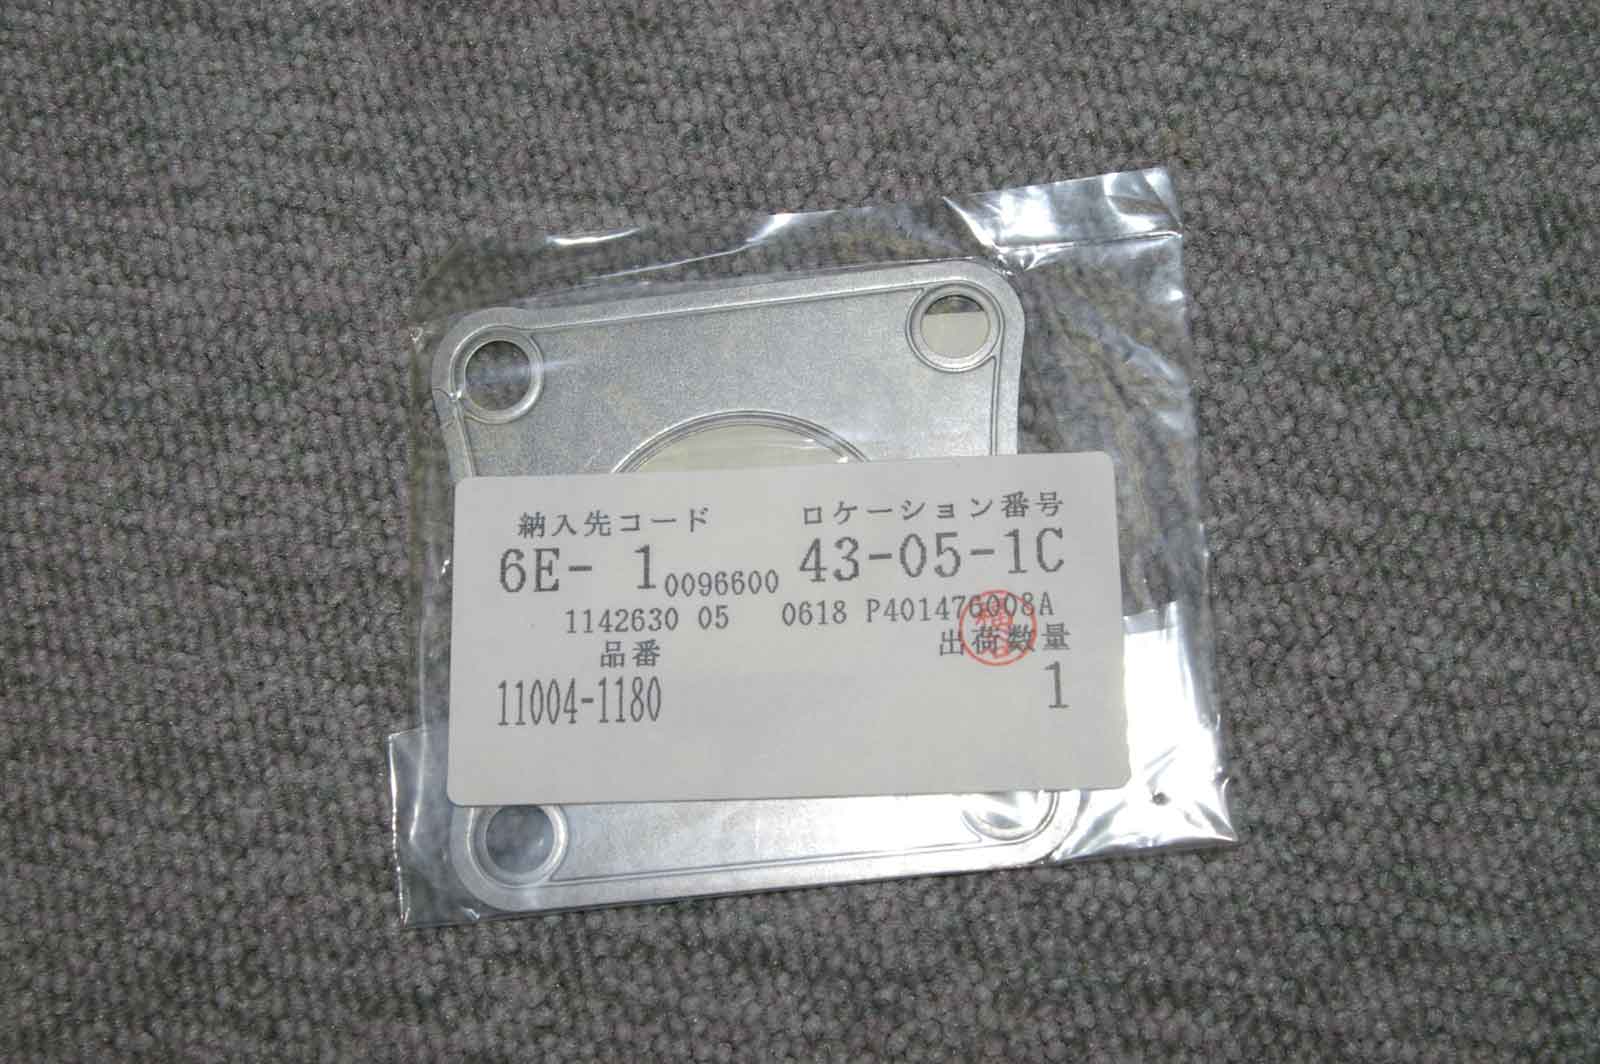 納入先コード ロケーション番号
6E- 1 0096600 43-05-1C
1142630 05 0618 P401476008A
品番 出荷数量
11004-1180 1